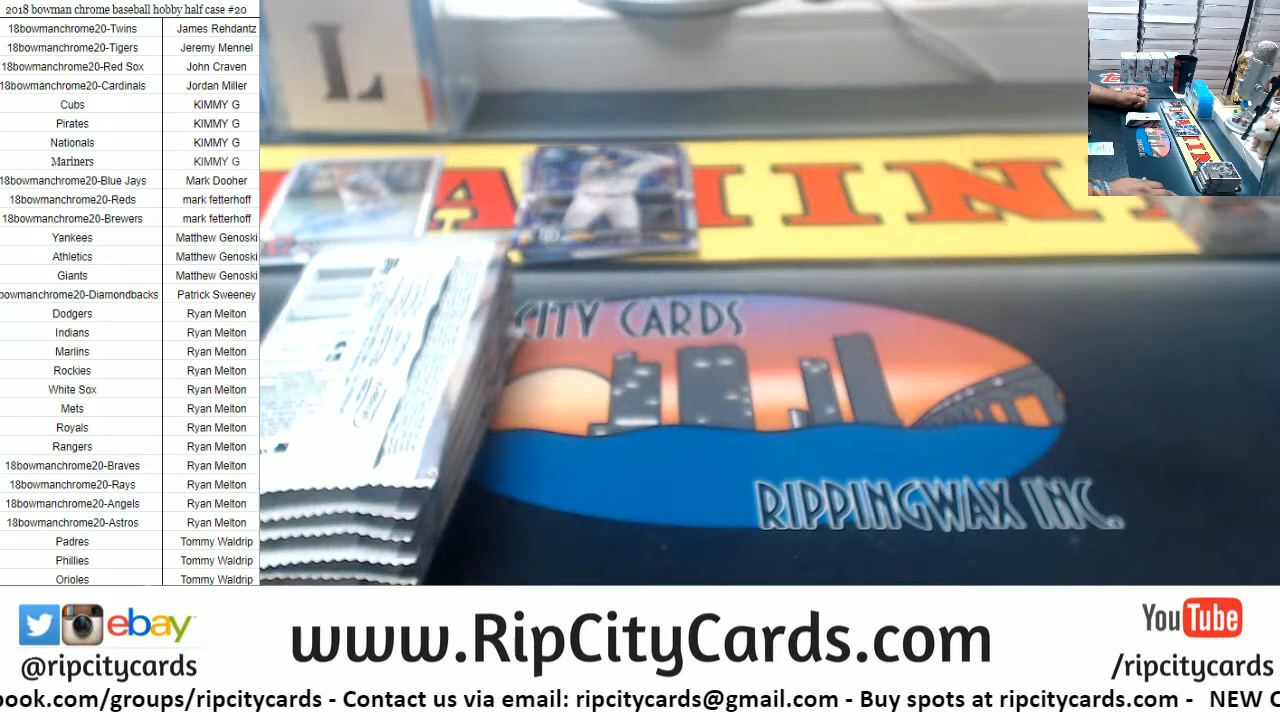 2018 bowman chrome baseball hobby half case #20
18bowmanchrome20-Twins James Rehdantz
18bowmanchrome20-Tigers Jeremy Mennel
18bowmanchrome20-Red Sox John Craven
18bowmanchrome20-Cardinals Jordan Miller
Cubs KIMMY G
Pirates KIMMY G
Nationals KIMMY G
Mariners KIMMY G
18bowmanchrome20-Blue Jays Mark Dooher
18bowmanchrome20-Reds mark fetterhoff
18bowmanchrome20-Brewers mark fetterhoff
Yankees Matthew Genoski
Athletics Matthew Genoski
Giants Matthew Genoski
bowmanchrome20-Diamondbacks Patrick Sweeney
Dodgers Ryan Melton
Indians Ryan Melton
Marlins Ryan Melton
Rockies Ryan Melton
White Sox Ryan Melton
Mets Ryan Melton
Royals Ryan Melton
Rangers Ryan Melton
18bowmanchrome20-Braves Ryan Melton
18bowmanchrome20-Rays Ryan Melton
18bowmanchrome20-Angels Ryan Melton
18bowmanchrome20-Astros Ryan Melton
Padres Tommy Waldrip
Phillies Tommy Waldrip
Orioles Tommy Waldrip
L
ANINI
CITY CARDS
RIPPINGWAX INC.
ebay
@ripcitycards
www.RipCityCards.com
YouTube
/ripcitycards
book.com/groups/ripcitycards - Contact us via email: ripcitycards@gmail.com - Buy spots at ripcitycards.com - NEW